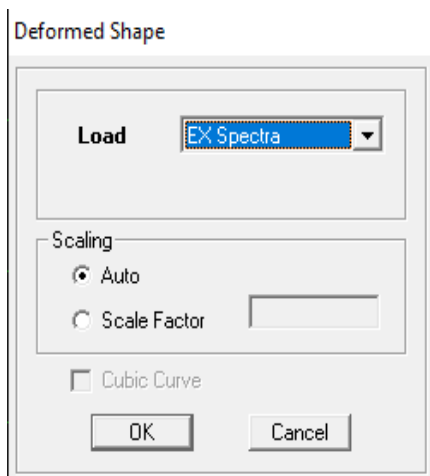 Deformed Shape
Load EX Spectra
Scaling
Auto
Scale Factor
Cubic Curve
OK Cancel